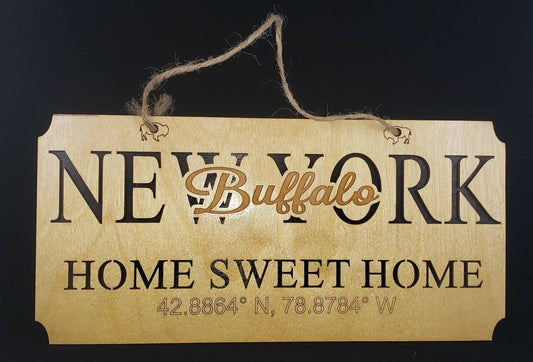 NEW YORK
Buffalo
HOME SWEET HOME
42.8864° N, 78.8784° W